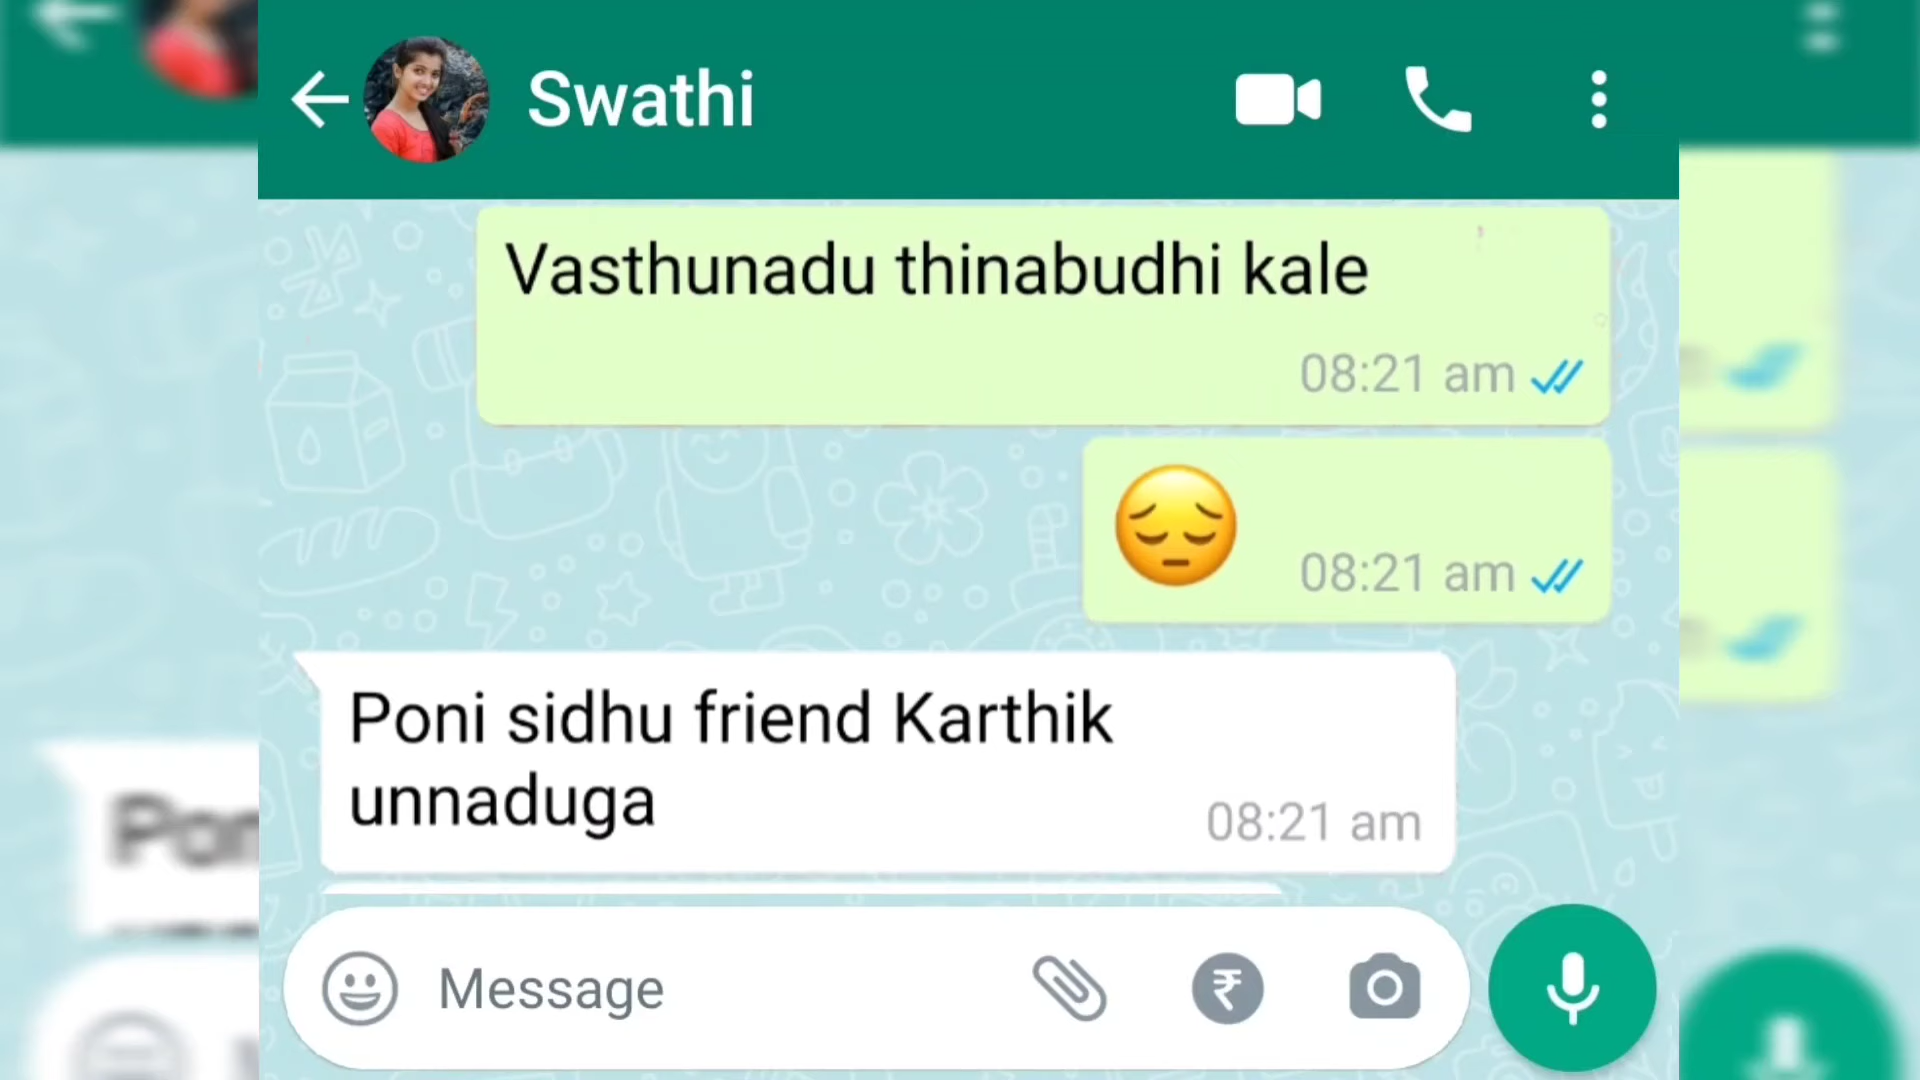 Swathi
Vasthunadu thinabudhi kale
08:21 am
08:21 am
Poni sidhu friend Karthik
unnaduga
08:21 am
Message